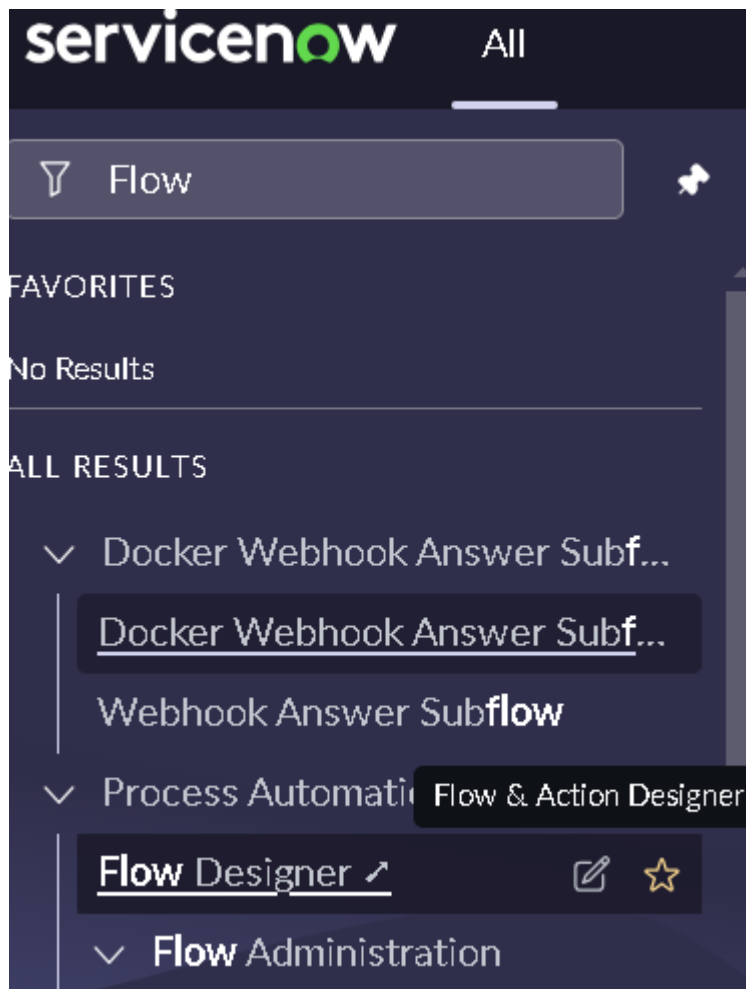 servicenow All
Flow
FAVORITES
No Results
ALL RESULTS
Docker Webhook Answer Subf...
Docker Webhook Answer Subf...
Webhook Answer Subflow
Process Automati
Flow & Action Designer
Flow Designer ↗
Flow Administration